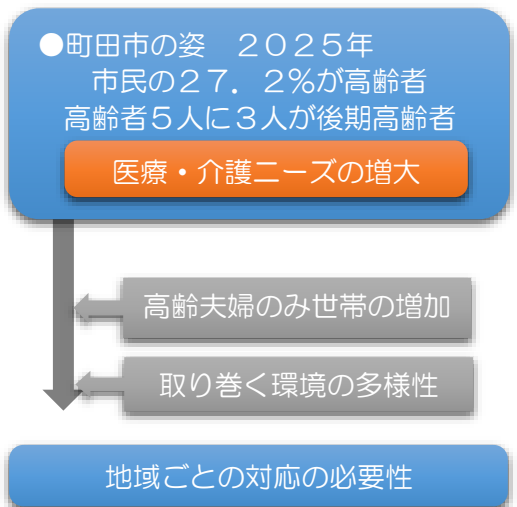 ●町田市の姿　２０２５年
市民の２７．２%が高齢者
高齢者５人に３人が後期高齢者
医療・介護ニーズの増大
高齢夫婦のみ世帯の増加
取り巻く環境の多様性
地域ごとの対応の必要性